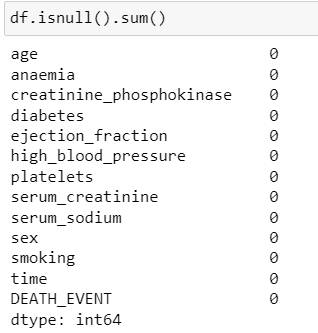 df.isnull().sum()
age 0
anaemia 0
creatinine_phosphokinase 0
diabetes 0
ejection_fraction 0
high_blood_pressure 0
platelets 0
serum_creatinine 0
serum_sodium 0
sex 0
smoking 0
time 0
DEATH_EVENT 0
dtype: int64